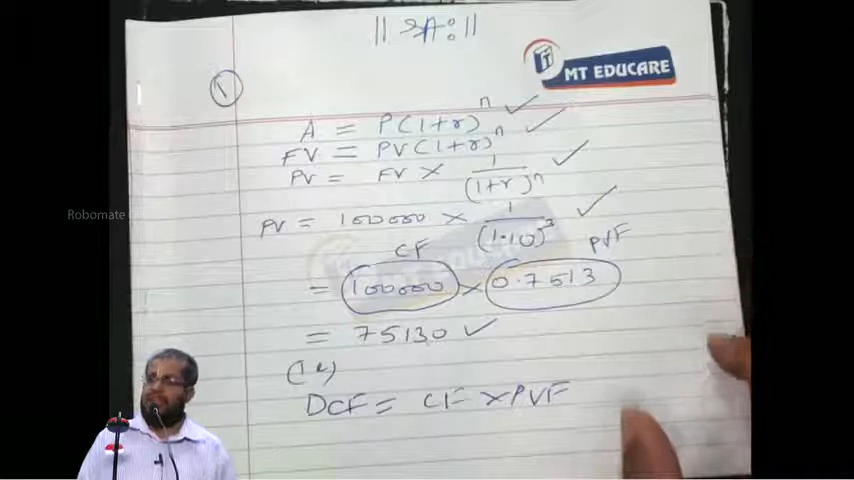 || श्रीः ||
MT EDUCARE
1
A = P(1+r)^n ✓
FV = PV(1+r)^n ✓
PV = FV × 1/(1+r)^n ✓
Robomate
PV = 100000 × 1/(1.10)^3 ✓
CF PVF
= 100000 × 0.7513
= 75130 ✓
(ie)
DCF = CF × PVF